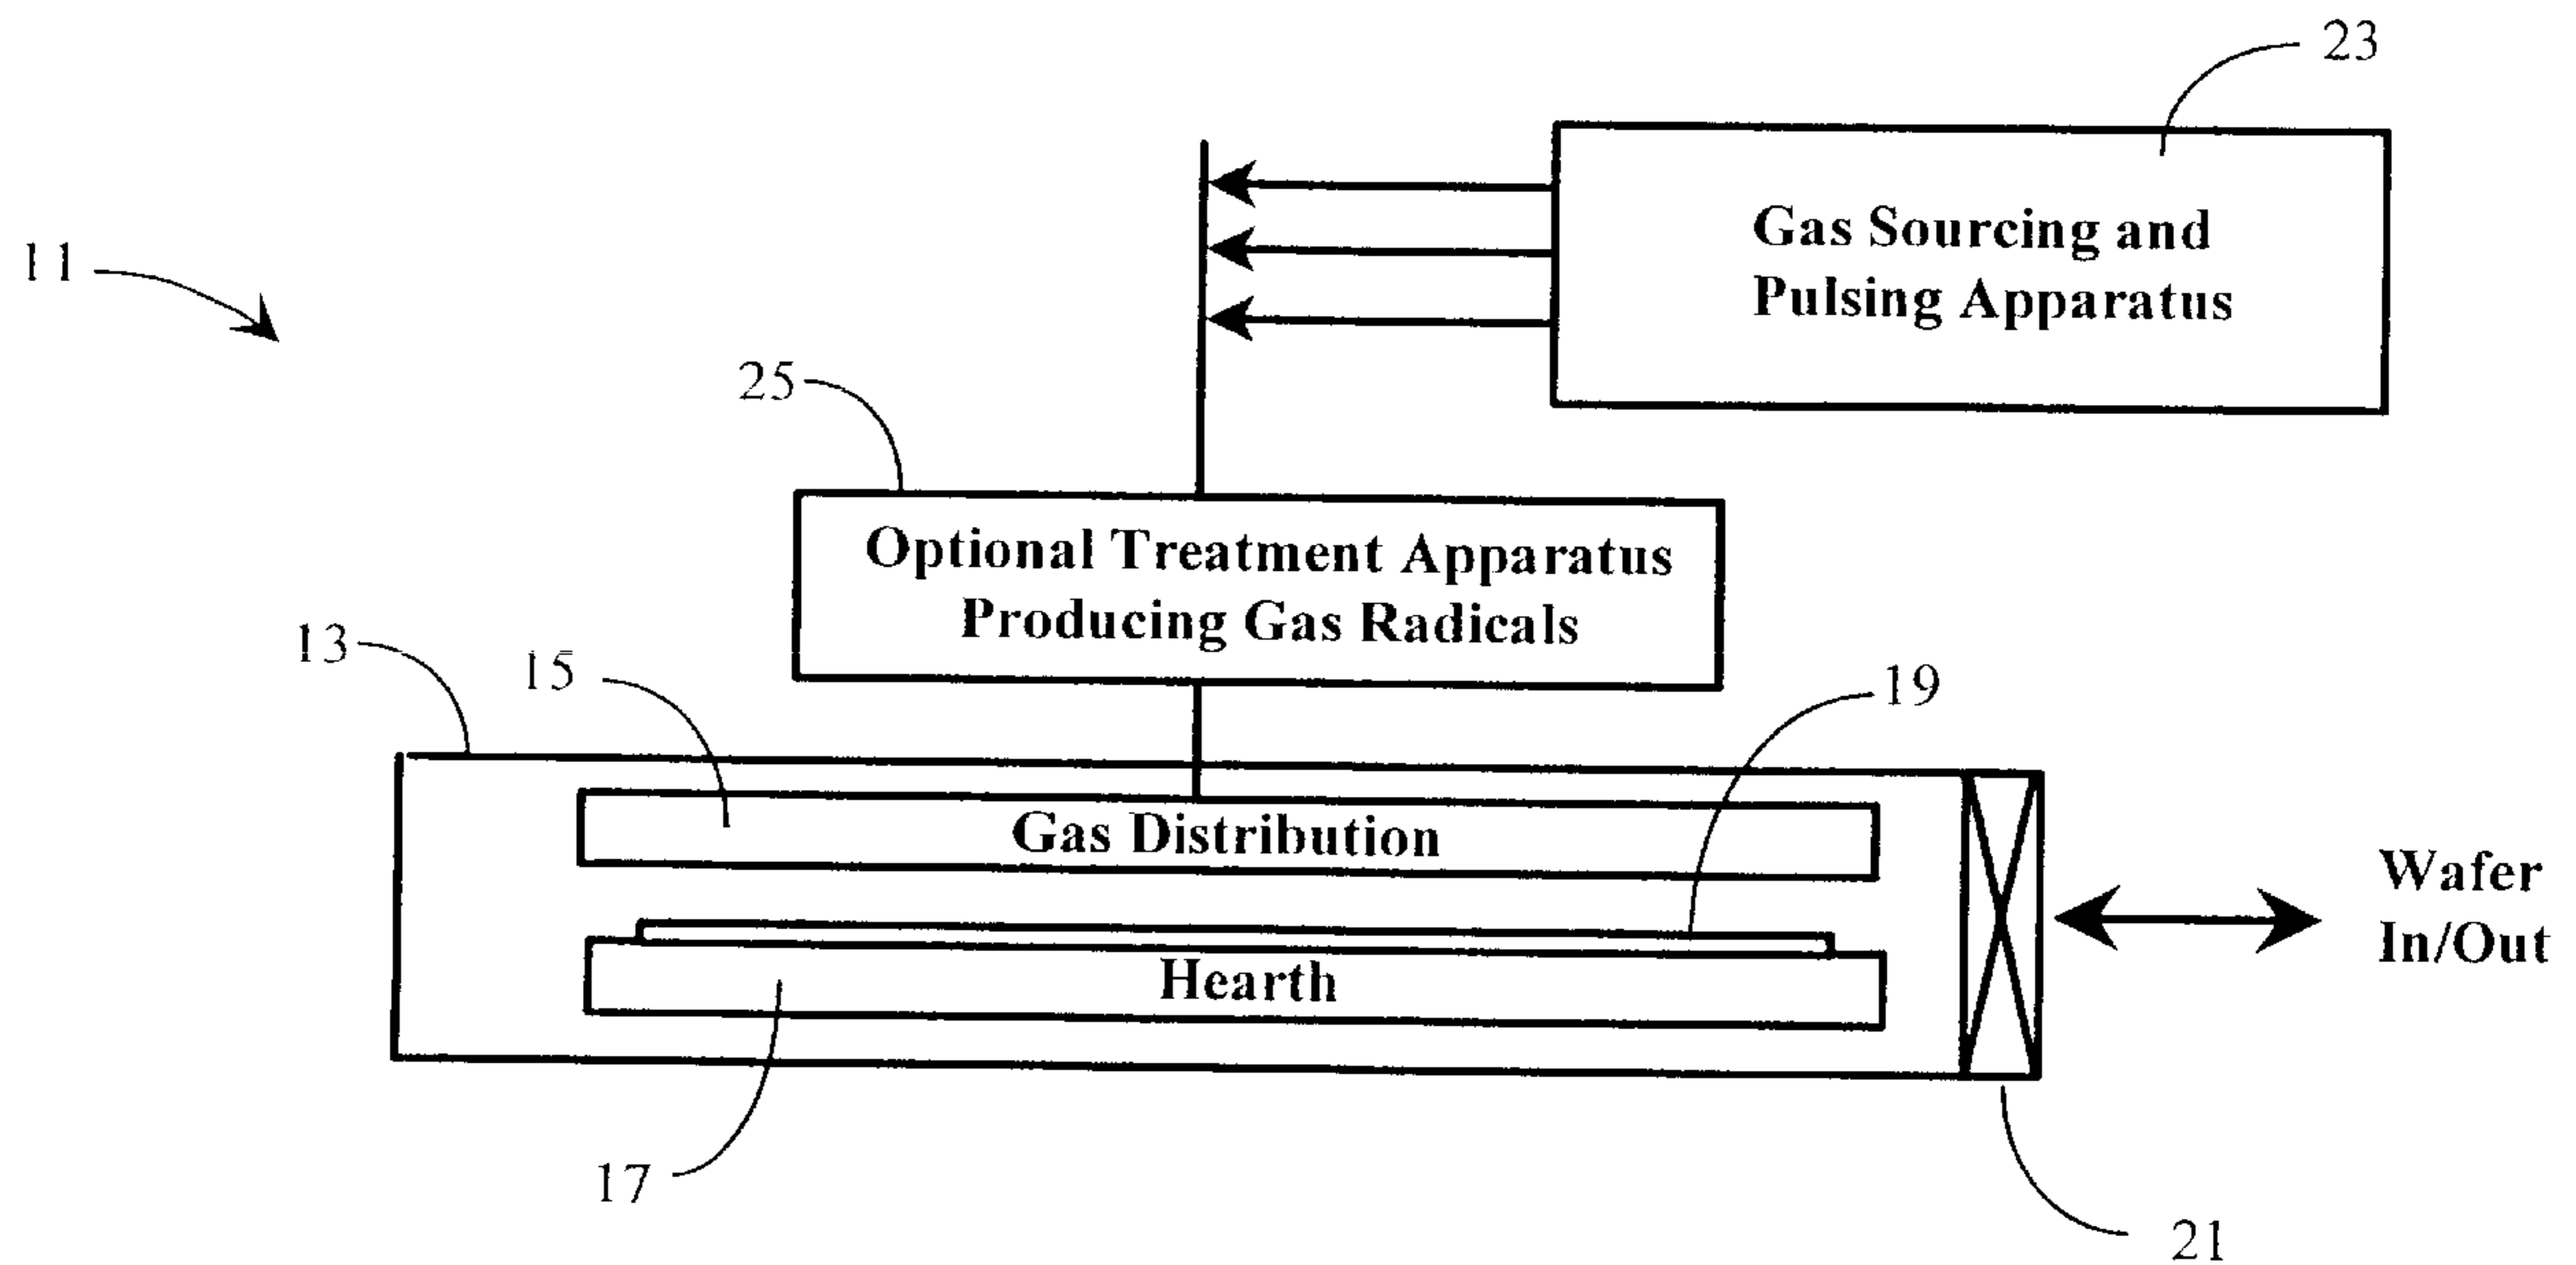 23
Gas Sourcing and
Pulsing Apparatus
11
25
Optional Treatment Apparatus
Producing Gas Radicals
13
15
19
Gas Distribution
Wafer
In/Out
Hearth
17
21